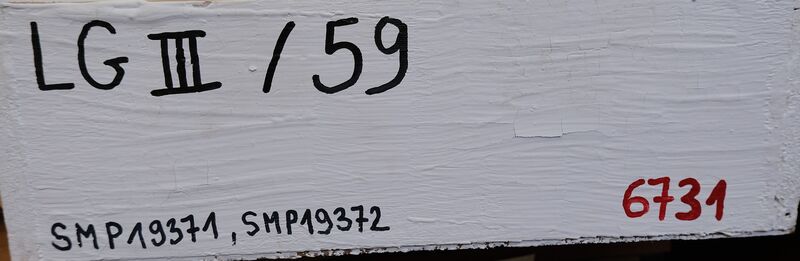 LG III / 59
SMP19371, SMP19372
6731